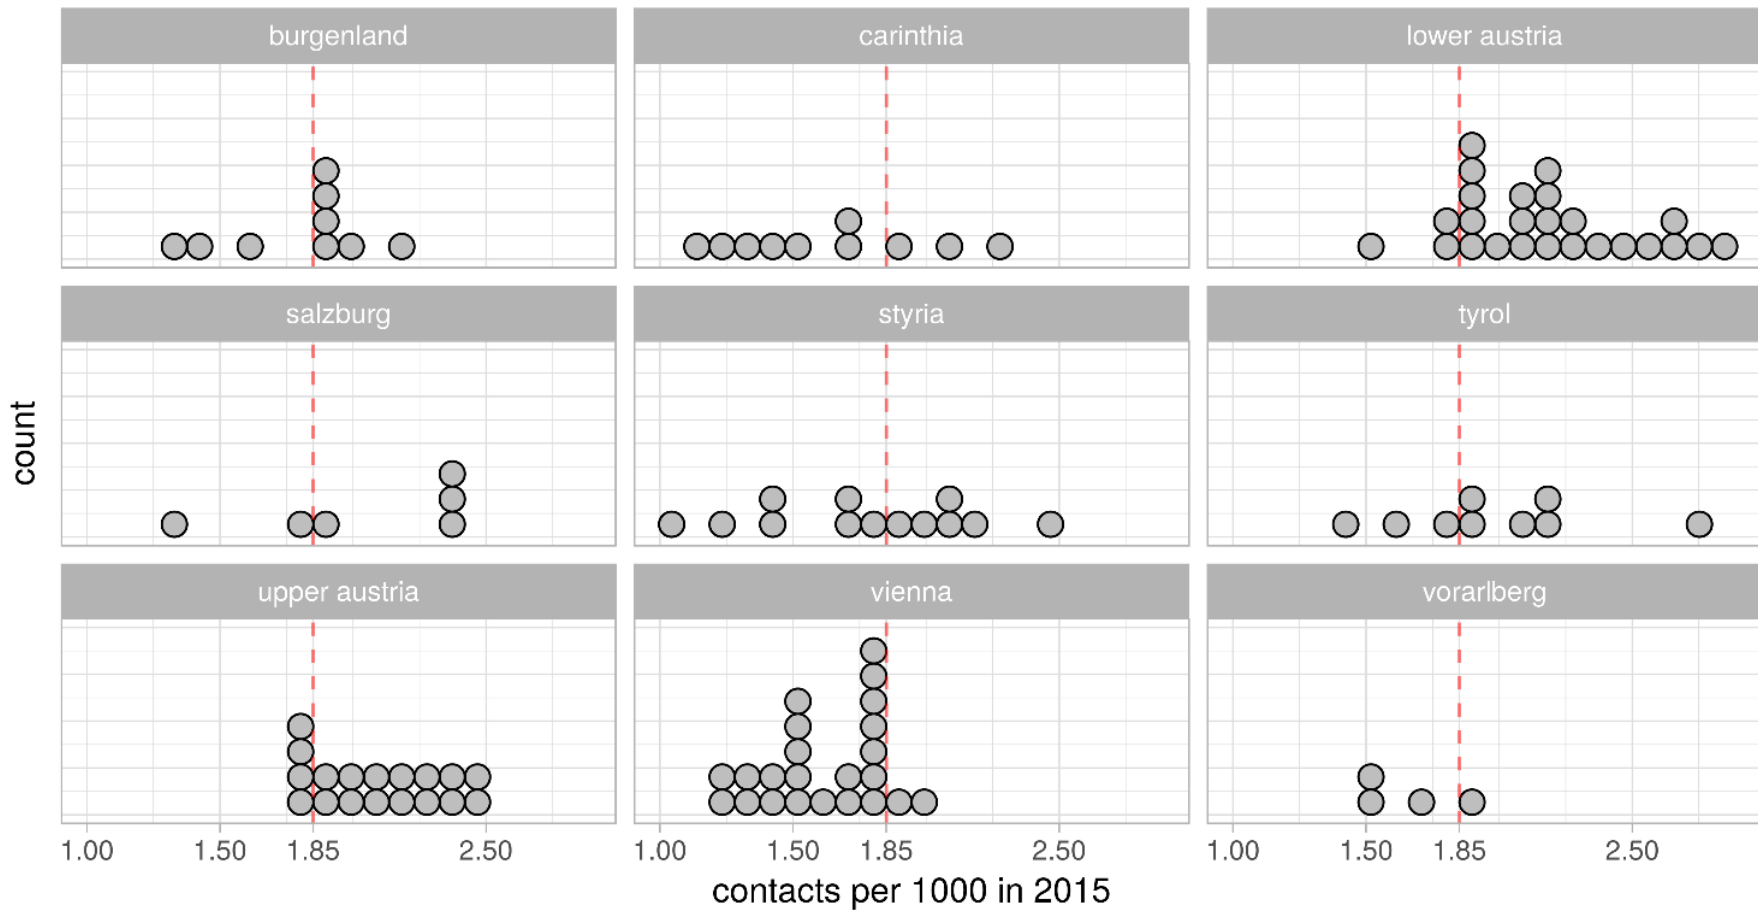 burgenland
carinthia
lower austria
salzburg
styria
tyrol
count
upper austria
vienna
vorarlberg
1.00 1.50 1.85 2.50
1.00 1.50 1.85 2.50
1.00 1.50 1.85 2.50
contacts per 1000 in 2015